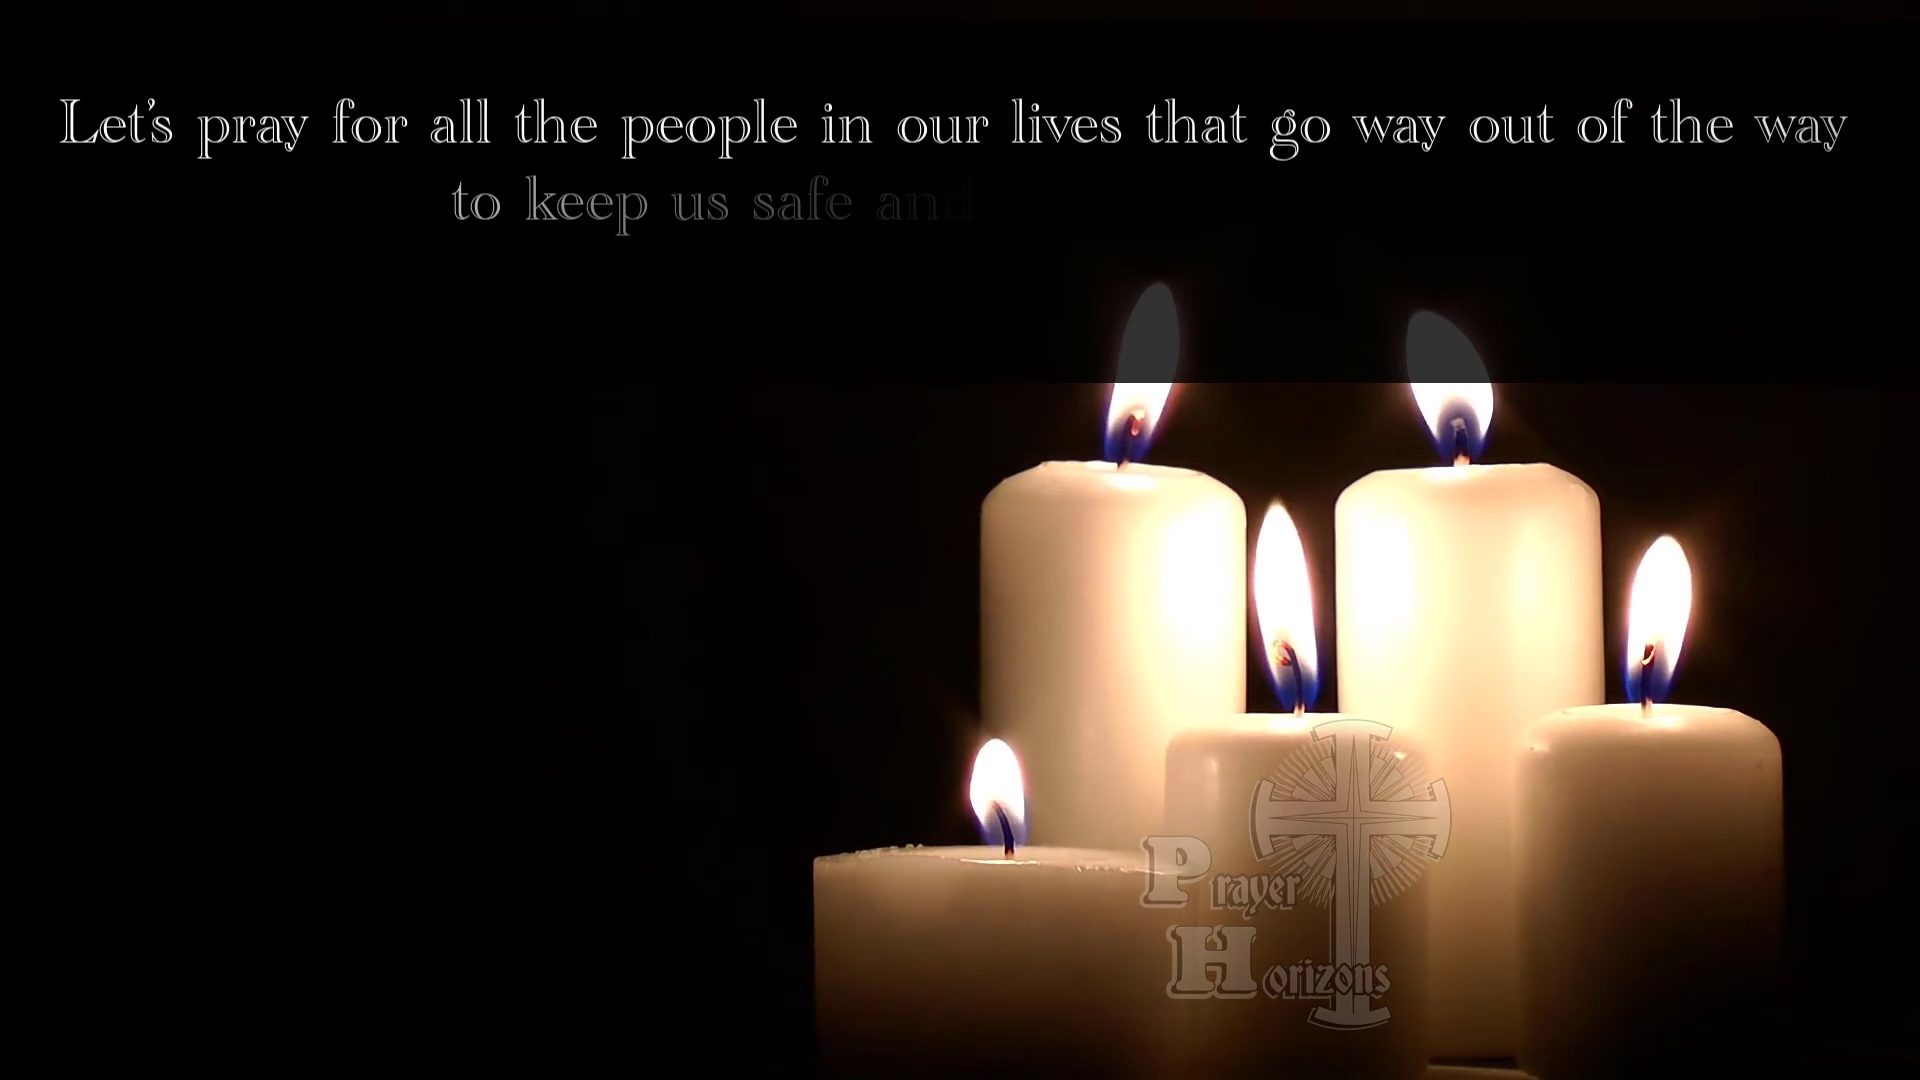 Let's pray for all the people in our lives that go way out of the way
to keep us safe and
Prayer
Horizons